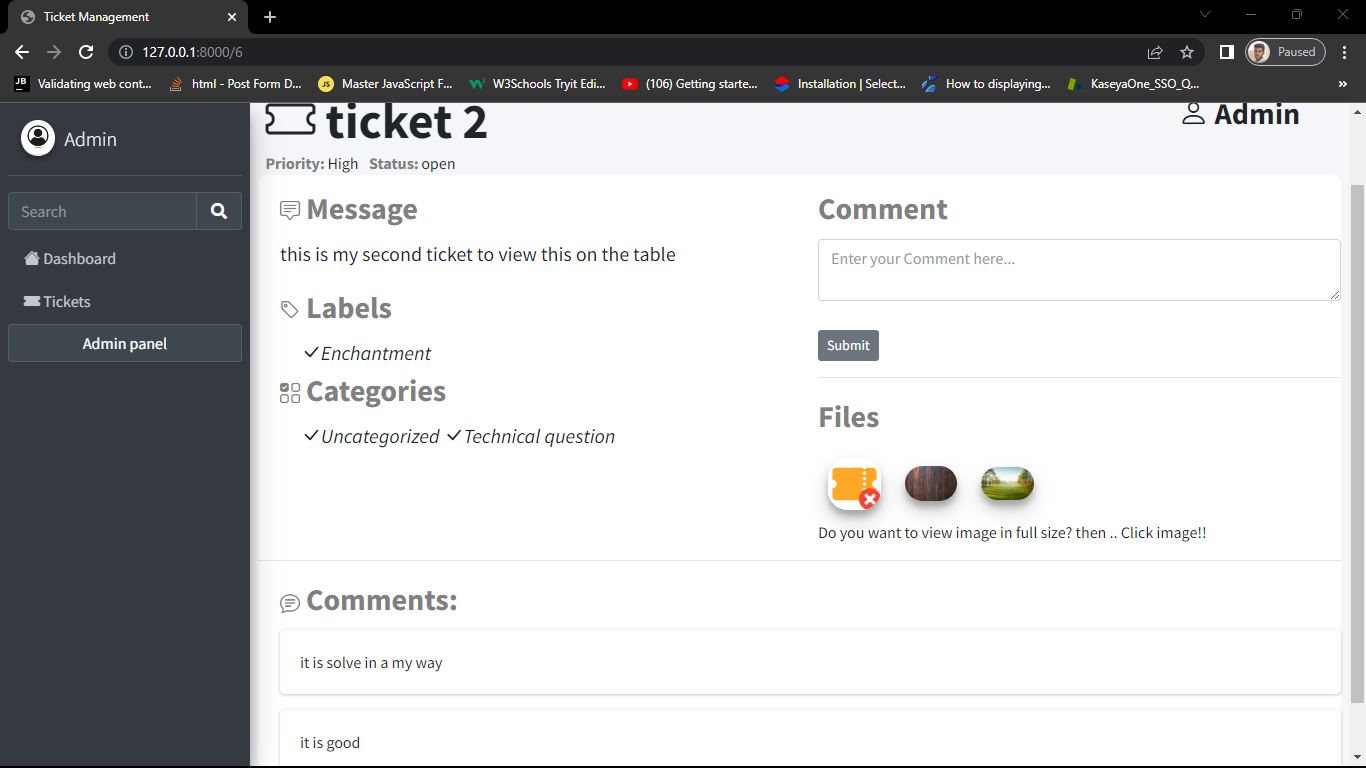 Ticket Management
127.0.0.1:8000/6
Paused
JB
Validating web cont...
html - Post Form D...
JS
Master JavaScript F...
W3Schools Tryit Edi...
(106) Getting starte...
Installation | Select...
How to displaying...
KaseyaOne_SSO_Q...
»
Admin
Search
Dashboard
Tickets
Admin panel
ticket 2
Admin
Priority: High Status: open
Message
this is my second ticket to view this on the table
Labels
Enchantment
Categories
Uncategorized Technical question
Comment
Enter your Comment here...
Submit
Files
Do you want to view image in full size? then .. Click image!!
Comments:
it is solve in a my way
it is good